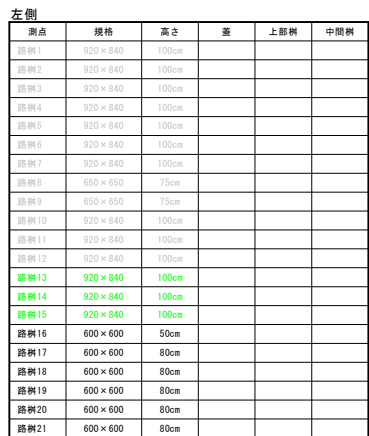 左側
測点 規格 高さ 蓋 上部桝 中間桝
路桝1 920×840 100cm
路桝2 920×840 100cm
路桝3 920×840 100cm
路桝4 920×840 100cm
路桝5 920×840 100cm
路桝6 920×840 100cm
路桝7 920×840 100cm
路桝8 650×650 75cm
路桝9 650×650 75cm
路桝10 920×840 100cm
路桝11 920×840 100cm
路桝12 920×840 100cm
路桝13 920×840 100cm
路桝14 920×840 100cm
路桝15 920×840 100cm
路桝16 600×600 50cm
路桝17 600×600 80cm
路桝18 600×600 80cm
路桝19 600×600 80cm
路桝20 600×600 80cm
路桝21 600×600 80cm